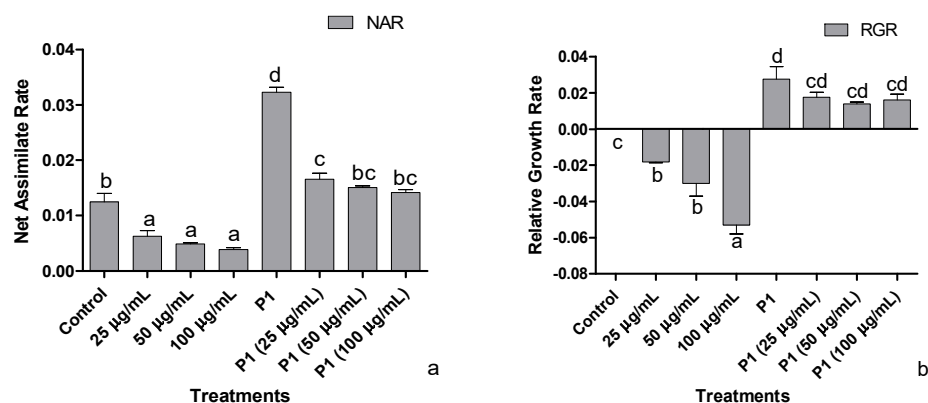 NAR
0.04
0.03
0.02
0.01
0.00
Net Assimilate Rate
b
a
a
a
d
c
bc
bc
Control
25 µg/mL
50 µg/mL
100 µg/mL
P1
P1 (25 µg/mL)
P1 (50 µg/mL)
P1 (100 µg/mL)
Treatments
a
RGR
0.04
0.02
0.00
-0.02
-0.04
-0.06
-0.08
Relative Growth Rate
c
b
b
a
d
cd
cd
cd
Control
25 µg/mL
50 µg/mL
100 µg/mL
P1
P1 (25 µg/mL)
P1 (50 µg/mL)
P1 (100 µg/mL)
Treatments
b